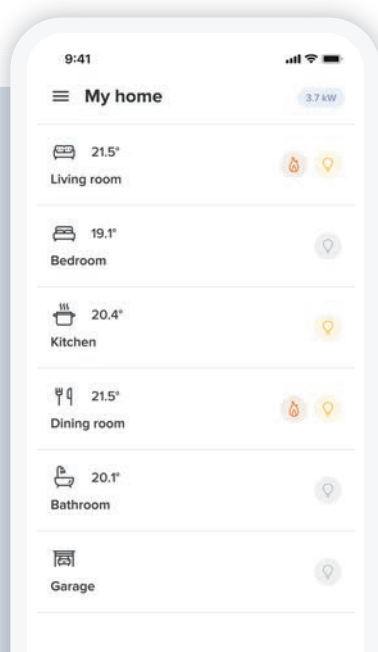 9:41
My home
3.7 kW
21.5°
Living room
19.1°
Bedroom
20.4°
Kitchen
21.5°
Dining room
20.1°
Bathroom
Garage